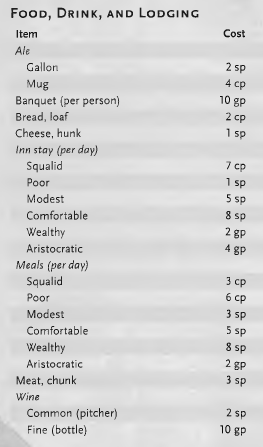 FOOD, DRINK, AND LODGING
Item Cost
Ale
Gallon 2 sp
Mug 4 cp
Banquet (per person) 10 gp
Bread, loaf 2 cp
Cheese, hunk 1 sp
Inn stay (per day)
Squalid 7 cp
Poor 1 sp
Modest 5 sp
Comfortable 8 sp
Wealthy 2 gp
Aristocratic 4 gp
Meals (per day)
Squalid 3 cp
Poor 6 cp
Modest 3 sp
Comfortable 5 sp
Wealthy 8 sp
Aristocratic 2 gp
Meat, chunk 3 sp
Wine
Common (pitcher) 2 sp
Fine (bottle) 10 gp